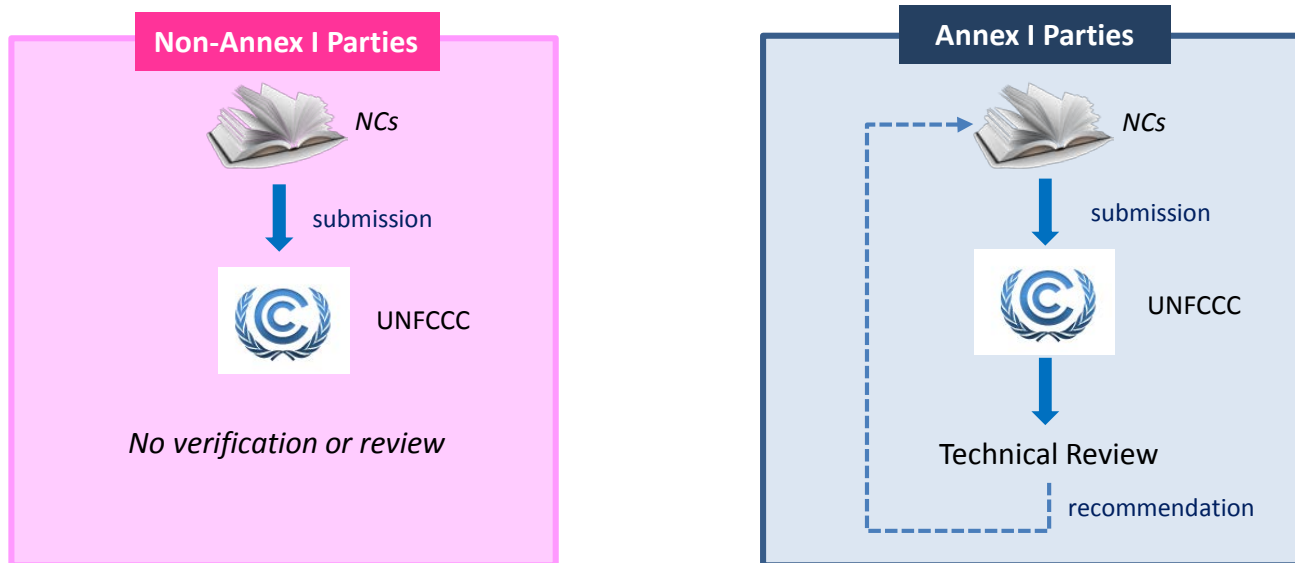 Non-Annex I Parties
NCs
submission
UNFCCC
No verification or review
Annex I Parties
NCs
submission
UNFCCC
Technical Review
recommendation